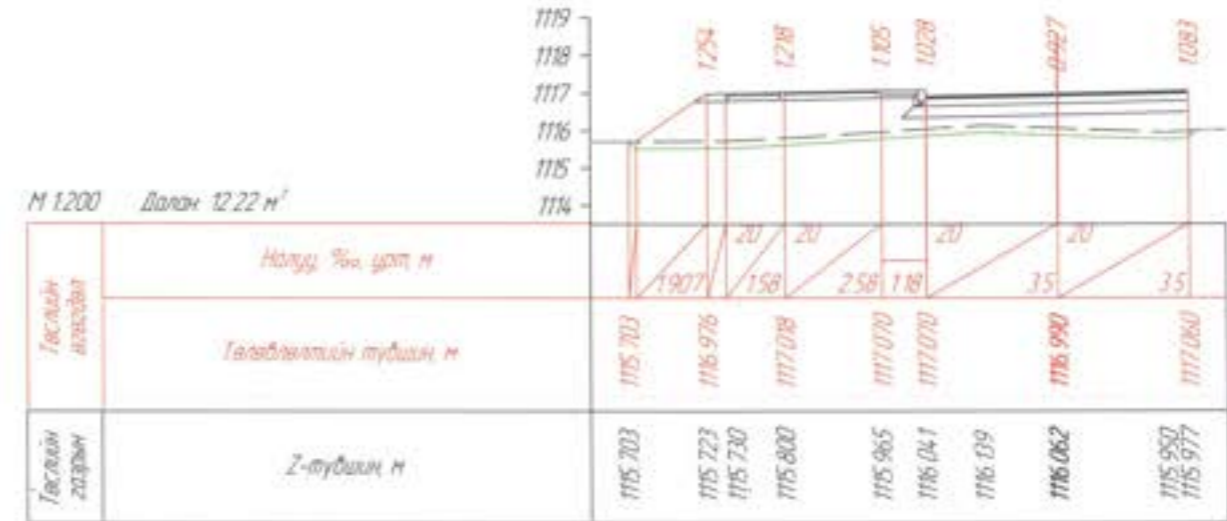 1119
1118
1117
1116
1115
1114
1.254 1.218 1.105 1.028 0.927 1.083
М 1:200 Далан 12.22 м²
Төслийн
өгөгдөл
Налуу, ‰, урт, м
20 20 20 20
1.907 1.58 2.58 1.18 3.5 3.5
Төлөвлөлтийн түвшин, м
1115.703 1116.976 1117.018 1117.070 1117.070 1116.990 1117.060
Төслийн
газрын
Z-түвшин, м
1115.703 1115.723 1115.730 1115.800 1115.965 1116.041 1116.139 1116.062 1115.950 1115.977